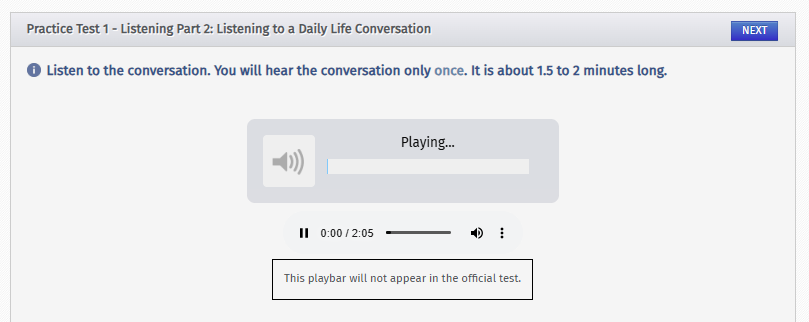 Practice Test 1 - Listening Part 2: Listening to a Daily Life Conversation
NEXT
Listen to the conversation. You will hear the conversation only once. It is about 1.5 to 2 minutes long.
Playing...
0:00 / 2:05
This playbar will not appear in the official test.